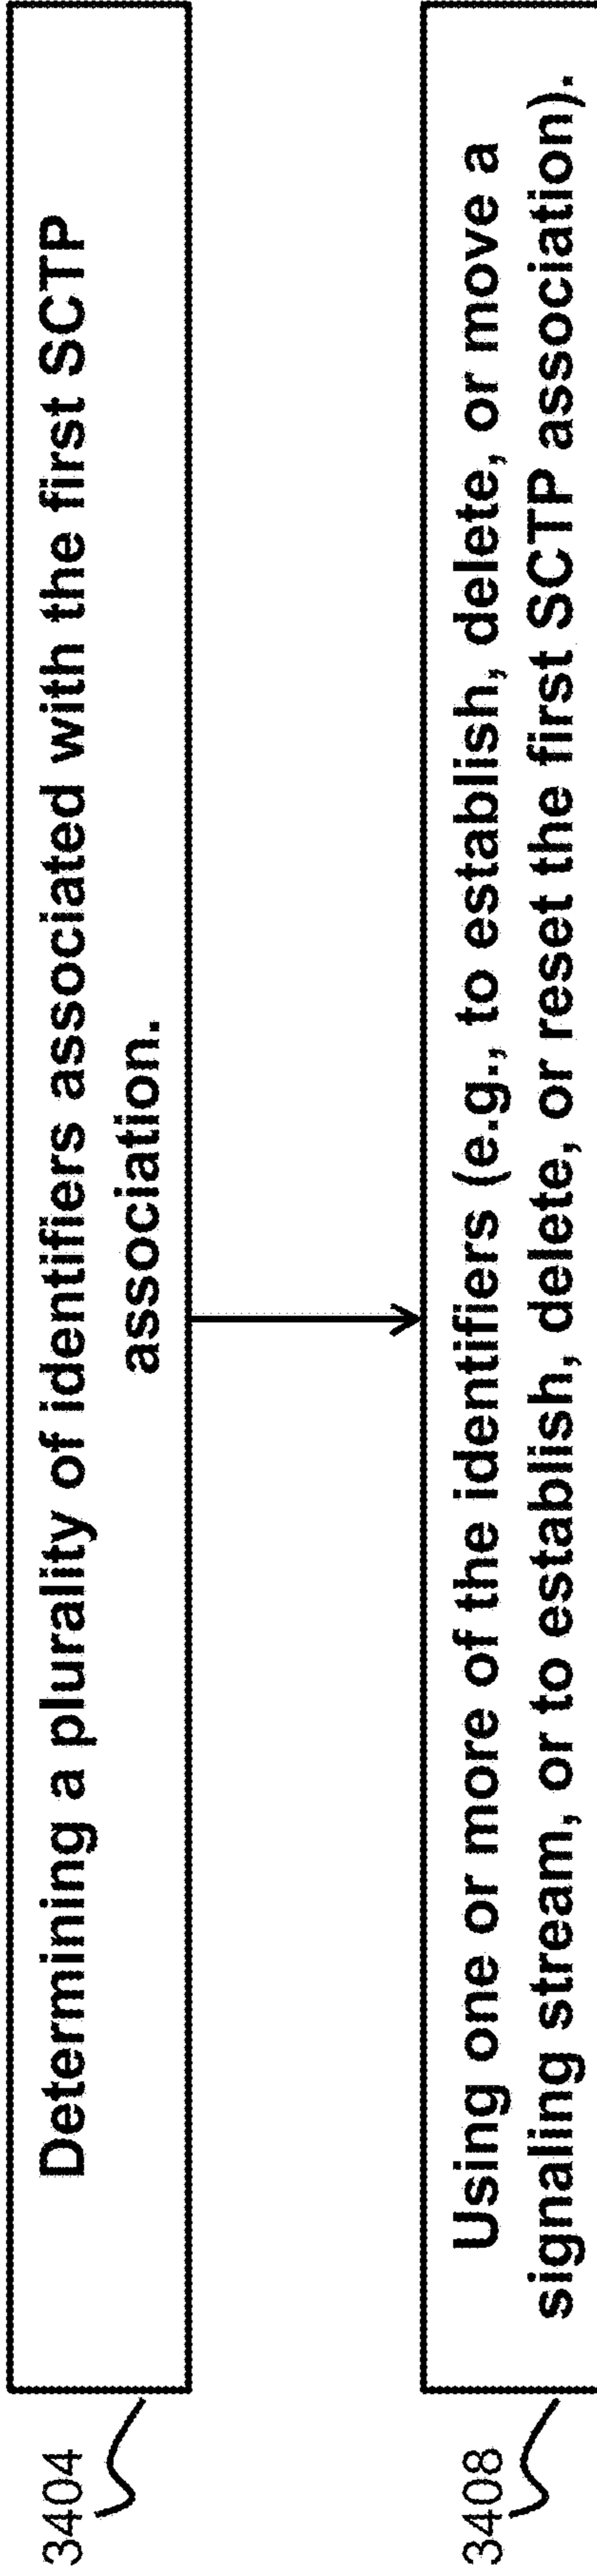 3404
Determining a plurality of identifiers associated with the first SCTP
association.
3408
Using one or more of the identifiers (e.g., to establish, delete, or move a
signaling stream, or to establish, delete, or reset the first SCTP association).